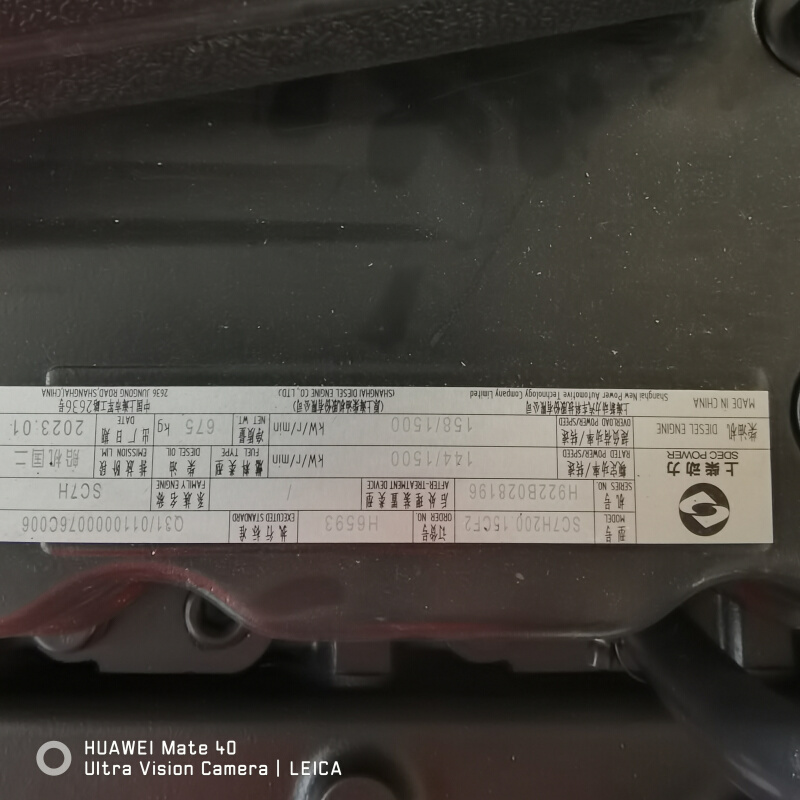 上柴动力
SDEC POWER
型号
MODEL
SC7H200.15CF2
订货号
ORDER NO.
H6593
执行标准
EXECUTED STANDARD
Q31/0110000076C006
机号
SERIES NO.
H922B028196
后处理装置类型
AFTER-TREATMENT DEVICE
/
系族名称
FAMILY ENGINE
SC7H
额定功率/转速
RATED POWER/SPEED
144/1500
kW/r/min
燃料类型
FUEL TYPE
柴油
DIESEL OIL
排放阶段
EMISSION LIM.
船机国二
柴油机 DIESEL ENGINE
超负荷功率/转速
OVERLOAD POWER/SPEED
158/1500
kW/r/min
净质量
NET WT.
675 kg
出厂日期
DATE
2023.01
MADE IN CHINA
上海新动力汽车科技股份有限公司
Shanghai New Power Automotive Technology Company Limited
(原上海柴油机股份有限公司)
(SHANGHAI DIESEL ENGINE CO.,LTD.)
中国上海市军工路2636号
2636 JUNGONG ROAD,SHANGHAI,CHINA
HUAWEI Mate 40
Ultra Vision Camera | LEICA